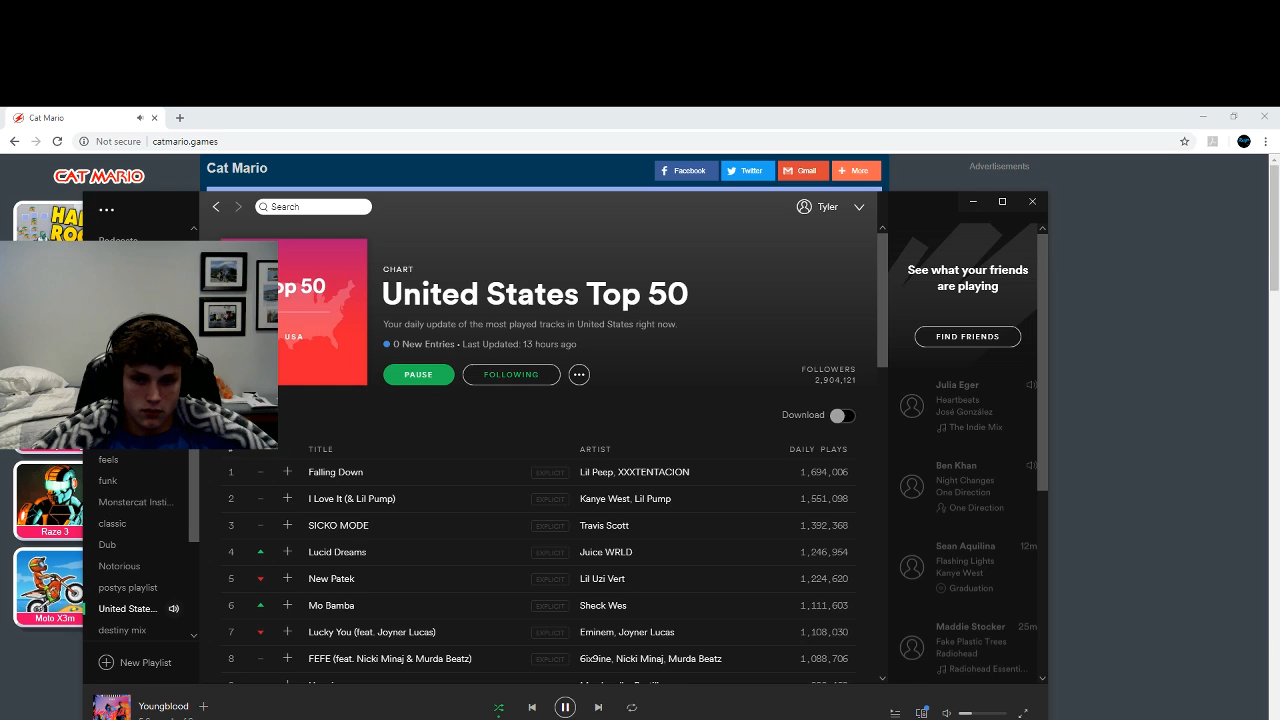 Cat Mario
Not secure catmario.games
CAT MARIO
Cat Mario
Facebook
Twitter
Gmail
More
Advertisements
HA
RO
Raze 3
Moto X3m
Search
Tyler
Podcasts
feels
funk
Monstercat Insti...
classic
Dub
Notorious
postys playlist
United State...
destiny mix
New Playlist
op 50
USA
CHART
United States Top 50
Your daily update of the most played tracks in United States right now.
0 New Entries • Last Updated: 13 hours ago
PAUSE
FOLLOWING
FOLLOWERS
2,904,121
Download
TITLE ARTIST DAILY PLAYS
1 Falling Down EXPLICIT Lil Peep, XXXTENTACION 1,694,006
2 I Love It (& Lil Pump) EXPLICIT Kanye West, Lil Pump 1,551,098
3 SICKO MODE EXPLICIT Travis Scott 1,392,368
4 Lucid Dreams EXPLICIT Juice WRLD 1,246,954
5 New Patek EXPLICIT Lil Uzi Vert 1,224,620
6 Mo Bamba EXPLICIT Sheck Wes 1,111,603
7 Lucky You (feat. Joyner Lucas) EXPLICIT Eminem, Joyner Lucas 1,108,030
8 FEFE (feat. Nicki Minaj & Murda Beatz) EXPLICIT 6ix9ine, Nicki Minaj, Murda Beatz 1,088,706
See what your friends
are playing
FIND FRIENDS
Julia Eger
Heartbeats
José González
The Indie Mix
Ben Khan
Night Changes
One Direction
One Direction
Sean Aquilina 12m
Flashing Lights
Kanye West
Graduation
Maddie Stocker 25m
Fake Plastic Trees
Radiohead
Radiohead Essenti...
Youngblood